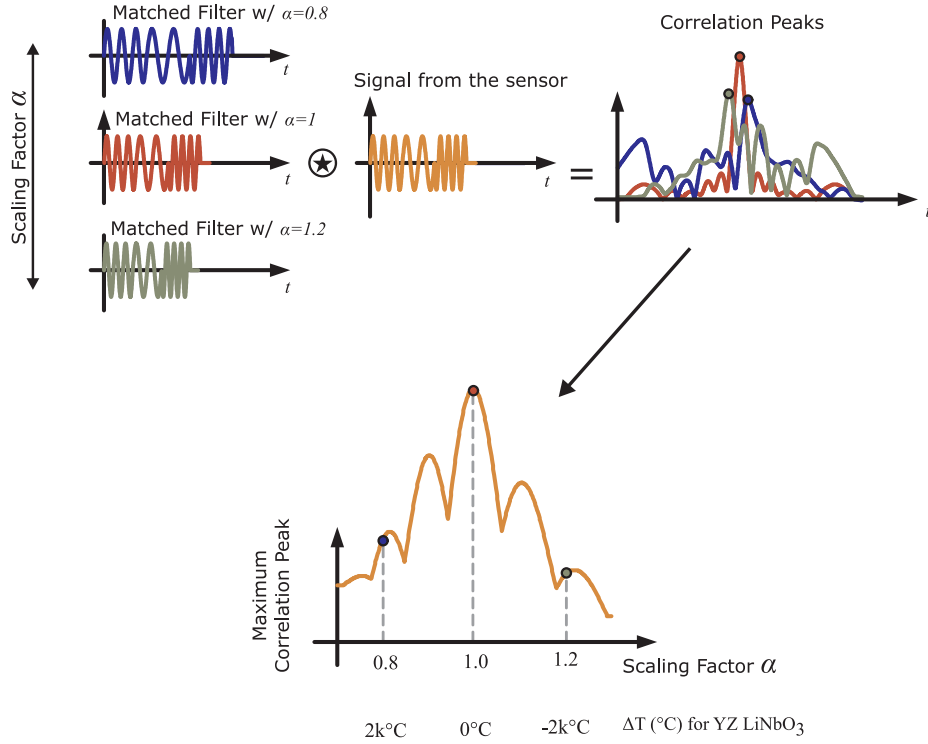 Matched Filter w/ α=0.8
t
Scaling Factor α
Matched Filter w/ α=1
t
Matched Filter w/ α=1.2
t
Signal from the sensor
t
=
Correlation Peaks
t
Maximum
Correlation Peak
0.8 1.0 1.2
Scaling Factor α
2k°C 0°C -2k°C ΔT (°C) for YZ LiNbO3